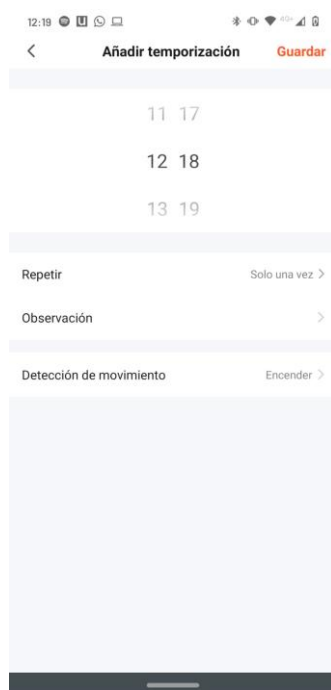 12:19
Añadir temporización Guardar
11 17
12 18
13 19
Repetir Solo una vez
Observación
Detección de movimiento Encender